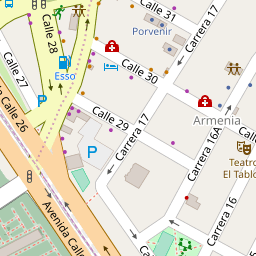 Calle 31
Calle 28
Porvenir
Carrera 17
Calle 27
Esso
Calle 30
Calle 26
Calle 29
Armenia
Carrera 17
Carrera 16A
P
Teatro
El Tablo
Carrera 16
Avenida Calle